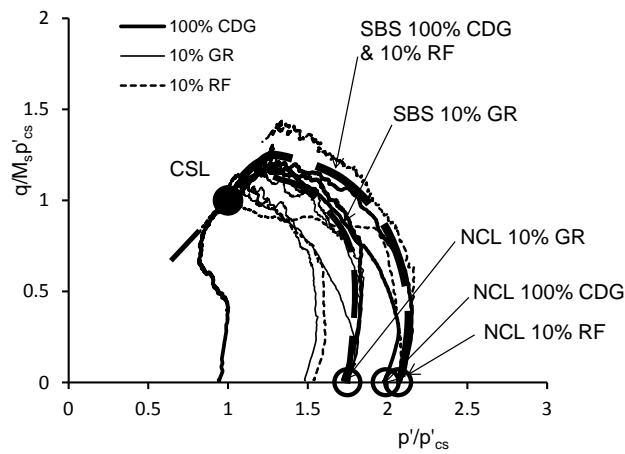 2
1.5
1
0.5
0
q/Msp'cs
100% CDG
10% GR
10% RF
SBS 100% CDG
& 10% RF
SBS 10% GR
CSL
NCL 10% GR
NCL 100% CDG
NCL 10% RF
0 0.5 1 1.5 2 2.5 3
p'/p'cs